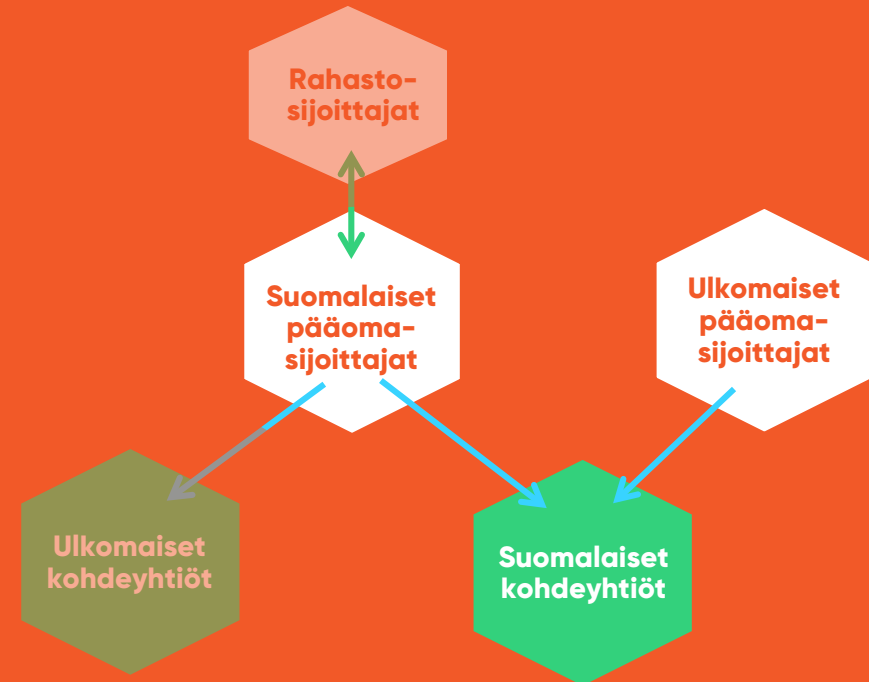 Rahasto-
sijoittajat
Suomalaiset
pääoma-
sijoittajat
Ulkomaiset
pääoma-
sijoittajat
Ulkomaiset
kohdeyhtiöt
Suomalaiset
kohdeyhtiöt